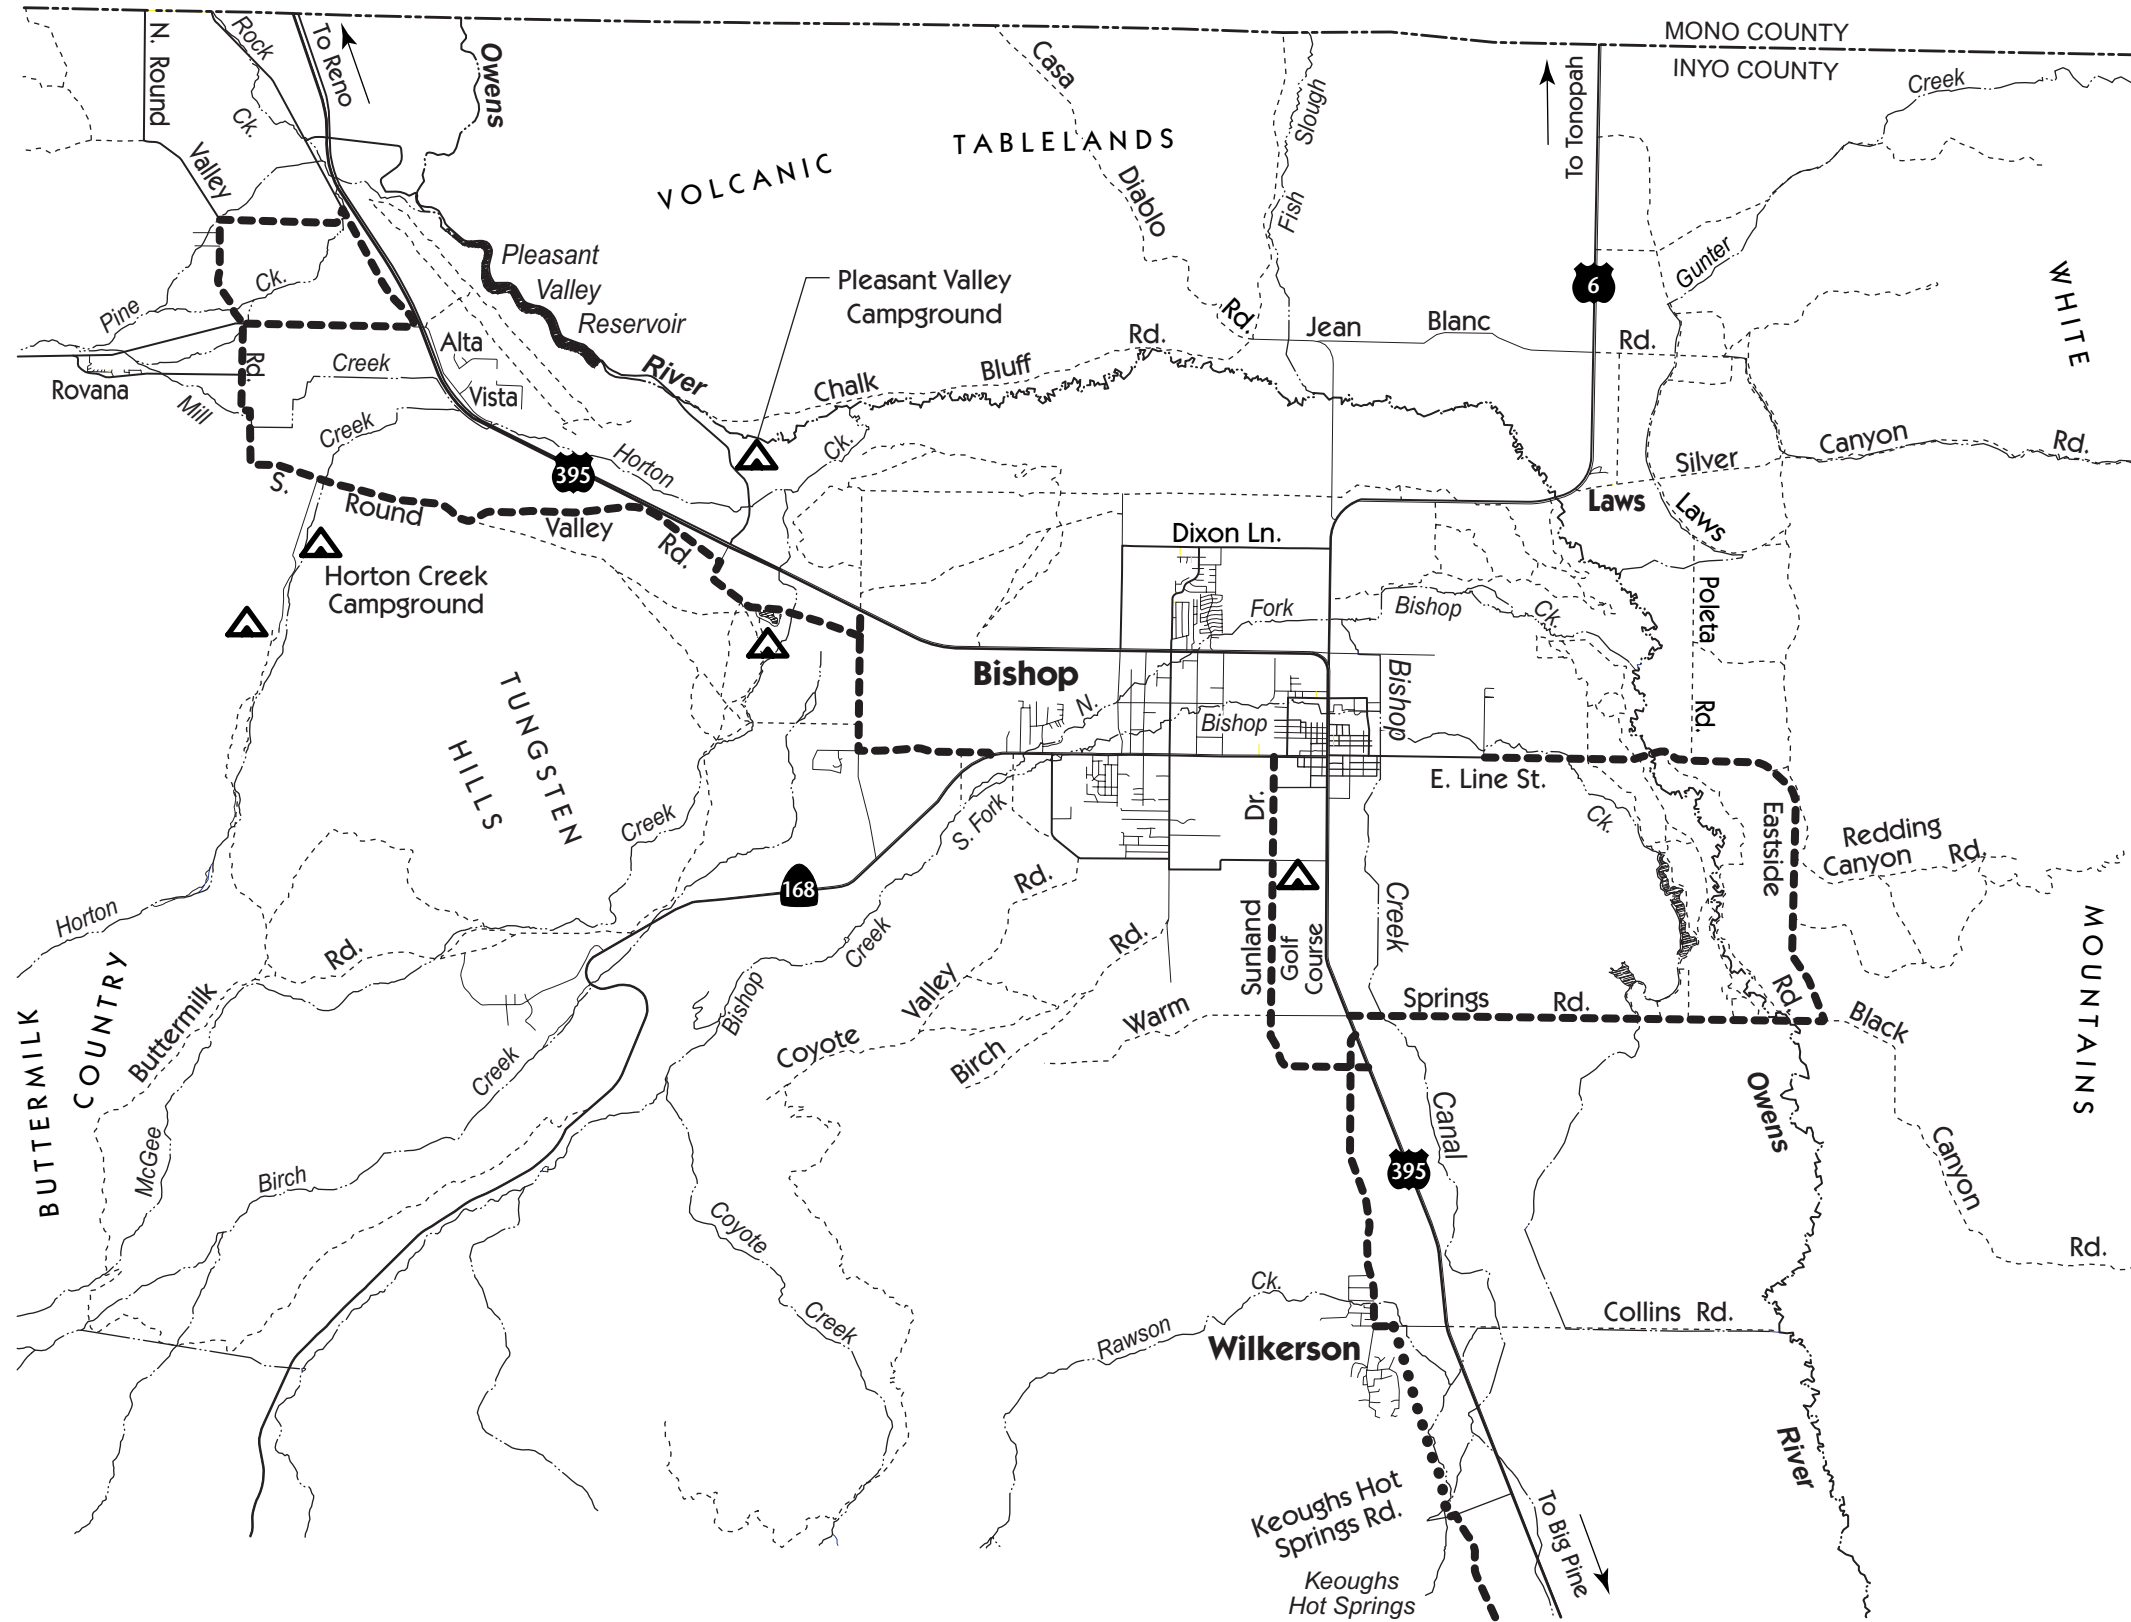 MONO COUNTY
INYO COUNTY
N. Round
Valley
Rd.
Rock
Ck.
To Reno
Owens
Casa
Diablo
Rd.
Slough
Fish
To Tonopah
Creek
Gunter
VOLCANIC
TABLELANDS
WHITE
MOUNTAINS
Pleasant
Valley
Reservoir
Pleasant Valley
Campground
6
Pine
Ck.
Rovana
Mill
Creek
Alta
Vista
River
Chalk
Bluff
Rd.
Jean
Blanc
Rd.
Creek
Horton
395
Ck.
Silver
Canyon
Rd.
Laws
Laws
Poleta
Rd.
S.
Round
Valley
Rd.
Horton Creek
Campground
Dixon Ln.
Fork
Bishop
Ck.
Bishop
N.
Bishop
Bishop
Creek
Canal
TUNGSTEN
HILLS
E. Line St.
Ck.
Eastside
Rd.
Redding
Canyon
Rd.
Creek
S. Fork
Dr.
Sunland
Golf
Course
168
Horton
Buttermilk
Rd.
BUTTERMILK
COUNTRY
Creek
Bishop
Coyote
Valley
Rd.
Birch
Rd.
Warm
Springs
Rd.
Black
Canyon
Rd.
Creek
Birch
McGee
Coyote
Creek
Owens
River
395
Ck.
Rawson
Wilkerson
Collins Rd.
Keoughs Hot
Springs Rd.
Keoughs
Hot Springs
To Big Pine